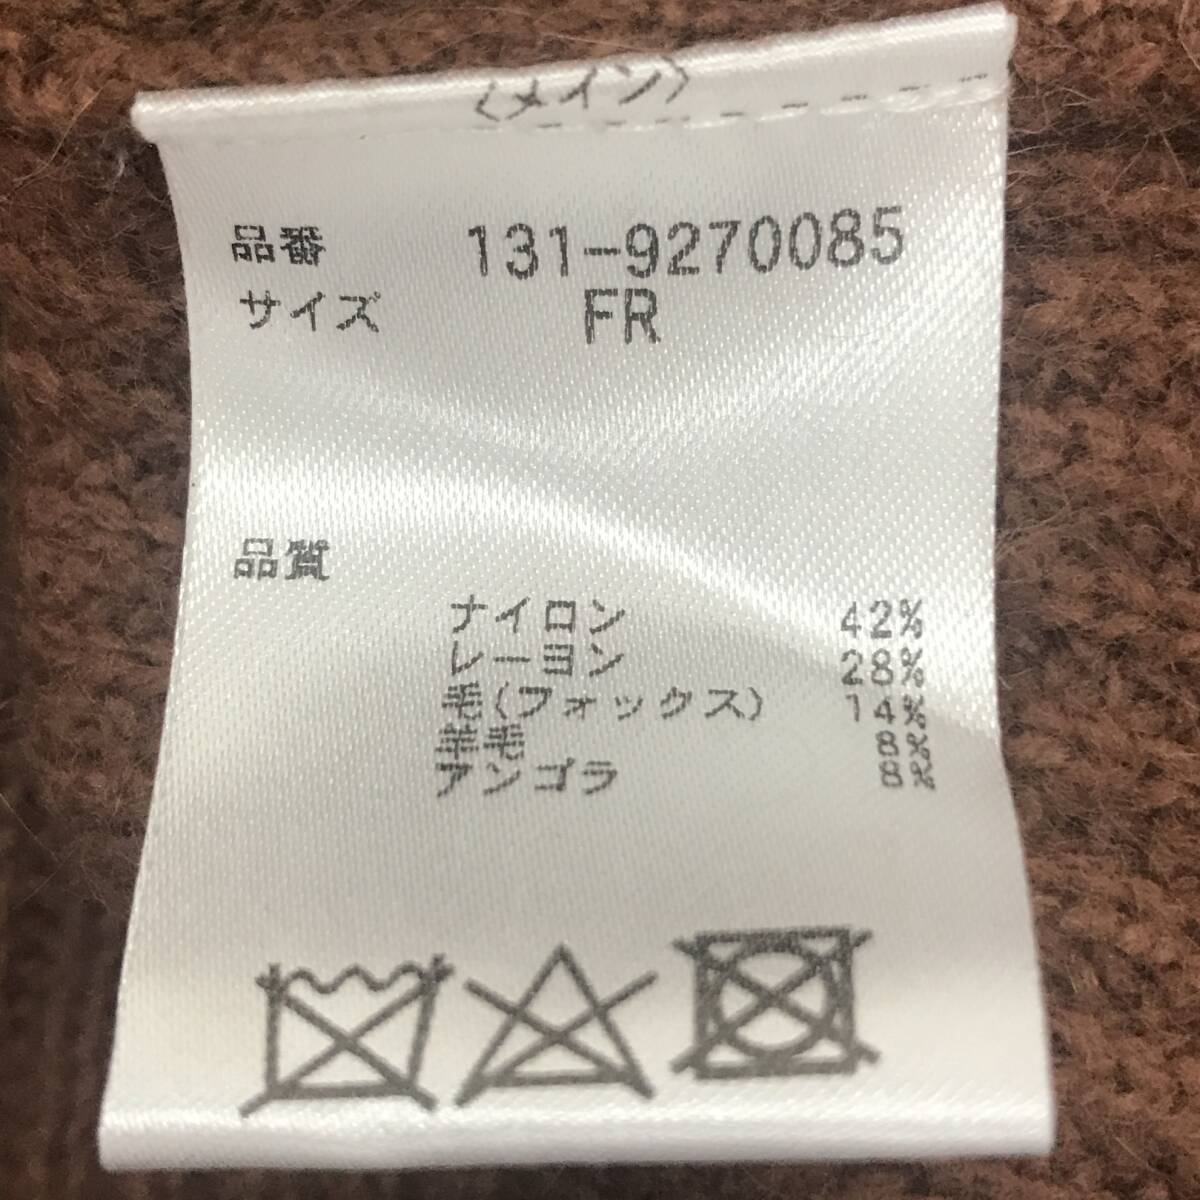 〈メイン〉
品番 131-9270085
サイズ FR
品質
ナイロン 42%
レーヨン 28%
毛(フォックス) 14%
羊毛 8%
アンゴラ 8%